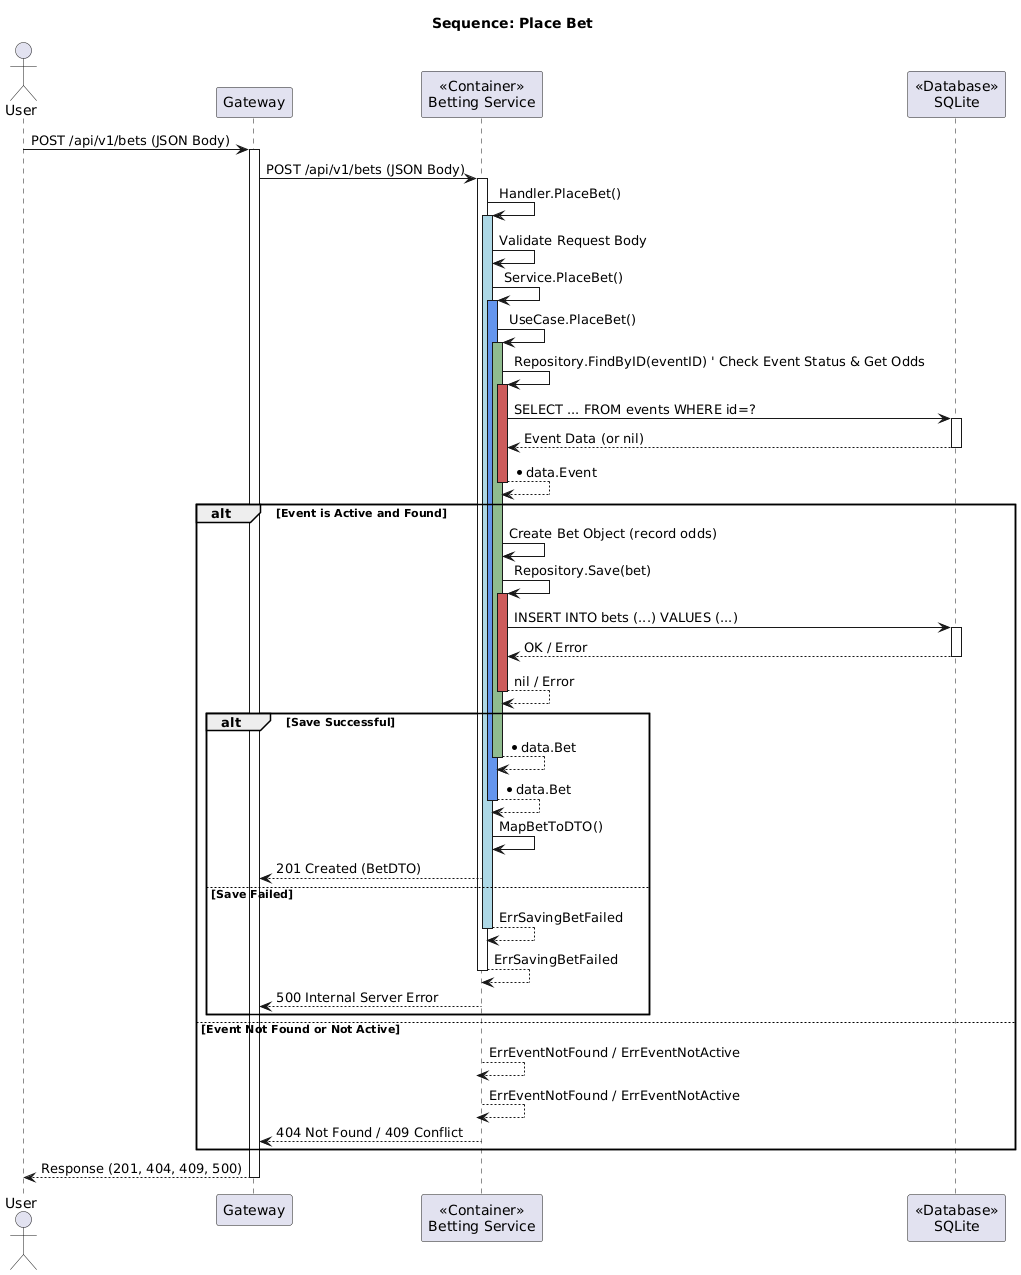 Sequence: Place Bet
User
Gateway
«Container»
Betting Service
«Database»
SQLite
POST /api/v1/bets (JSON Body)
POST /api/v1/bets (JSON Body)
Handler.PlaceBet()
Validate Request Body
Service.PlaceBet()
UseCase.PlaceBet()
Repository.FindByID(eventID) ' Check Event Status & Get Odds
SELECT ... FROM events WHERE id=?
Event Data (or nil)
• data.Event
alt [Event is Active and Found]
Create Bet Object (record odds)
Repository.Save(bet)
INSERT INTO bets (...) VALUES (...)
OK / Error
nil / Error
alt [Save Successful]
• data.Bet
• data.Bet
MapBetToDTO()
201 Created (BetDTO)
[Save Failed]
ErrSavingBetFailed
ErrSavingBetFailed
500 Internal Server Error
[Event Not Found or Not Active]
ErrEventNotFound / ErrEventNotActive
ErrEventNotFound / ErrEventNotActive
404 Not Found / 409 Conflict
Response (201, 404, 409, 500)
User
Gateway
«Container»
Betting Service
«Database»
SQLite